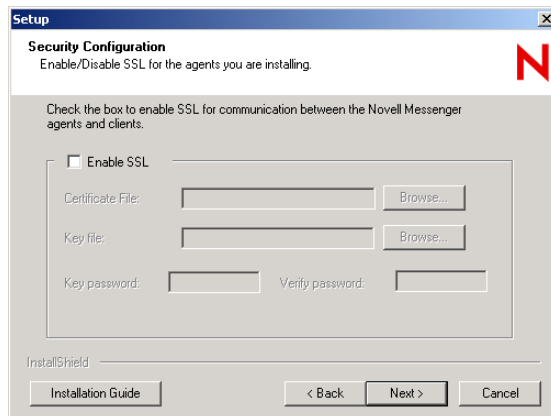 Setup
Security Configuration
Enable/Disable SSL for the agents you are installing.
N
Check the box to enable SSL for communication between the Novell Messenger
agents and clients.
Enable SSL
Certificate File:
Browse...
Key file:
Browse...
Key password:
Verify password:
InstallShield
Installation Guide
< Back
Next >
Cancel